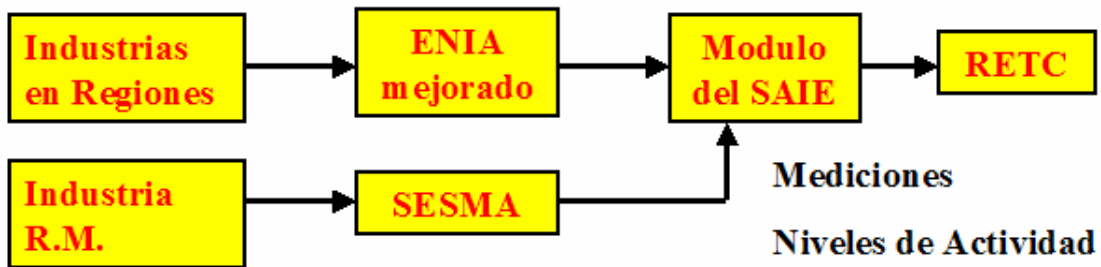 Industrias
en Regiones
ENIA
mejorado
Modulo
del SAIE
RETC
Industria
R.M.
SESMA
Mediciones
Niveles de Actividad